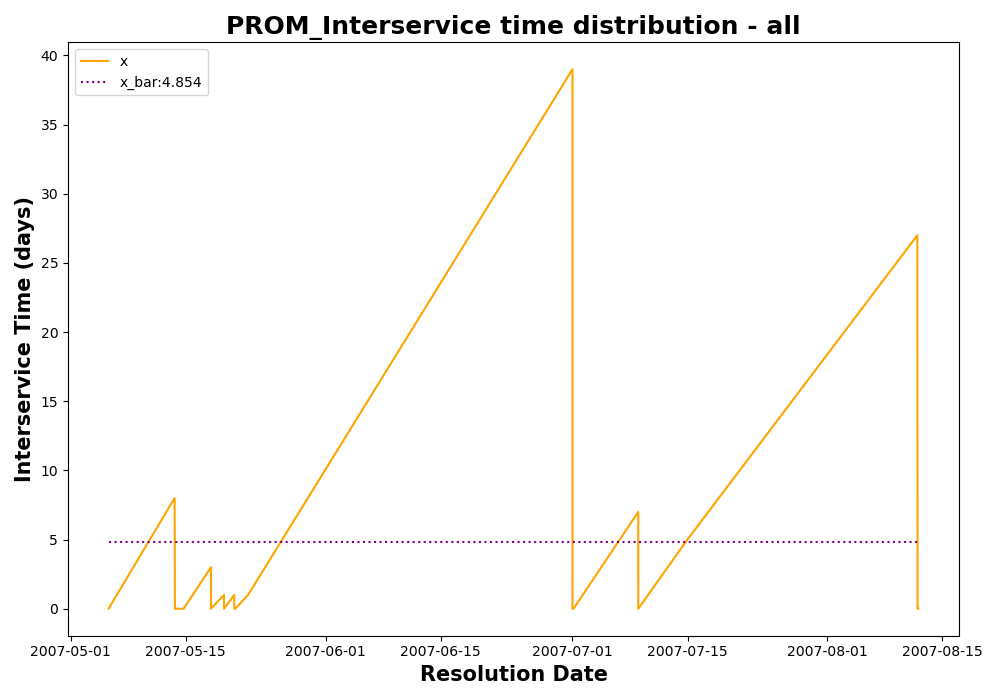 PROM_Interservice time distribution - all
x
x_bar:4.854
Interservice Time (days)
40
35
30
25
20
15
10
5
0
2007-05-01 2007-05-15 2007-06-01 2007-06-15 2007-07-01 2007-07-15 2007-08-01 2007-08-15
Resolution Date